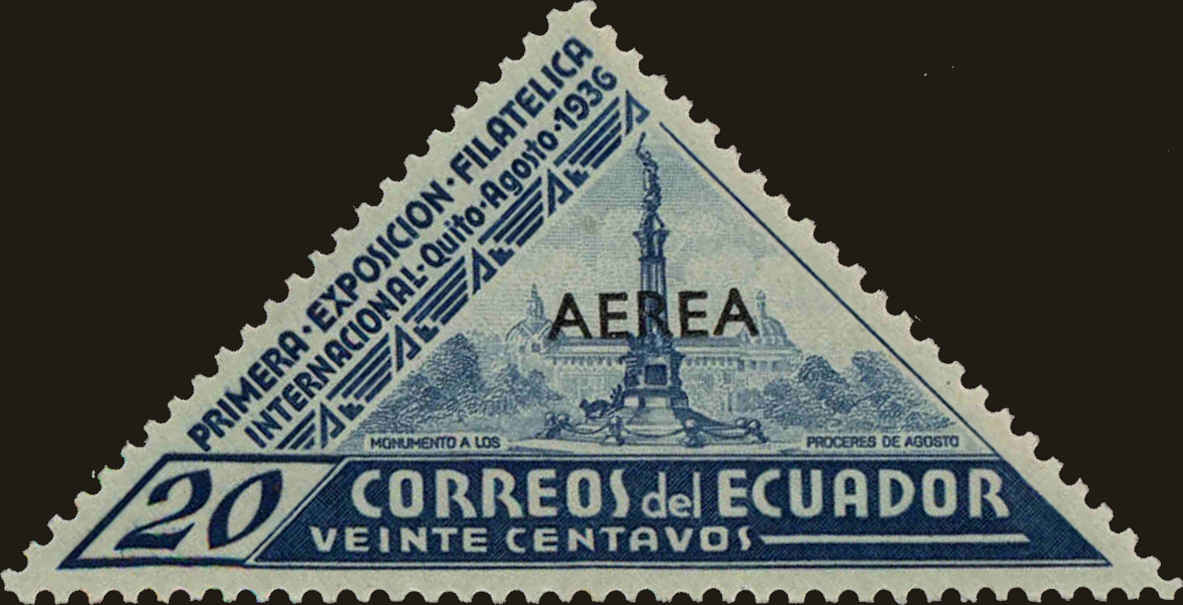 PRIMERA · EXPOSICION · FILATELICA
INTERNACIONAL · Quito · Agosto · 1936
AEREA
MONUMENTO A LOS PROCERES DE AGOSTO
20
CORREOS del ECUADOR
VEINTE CENTAVOS